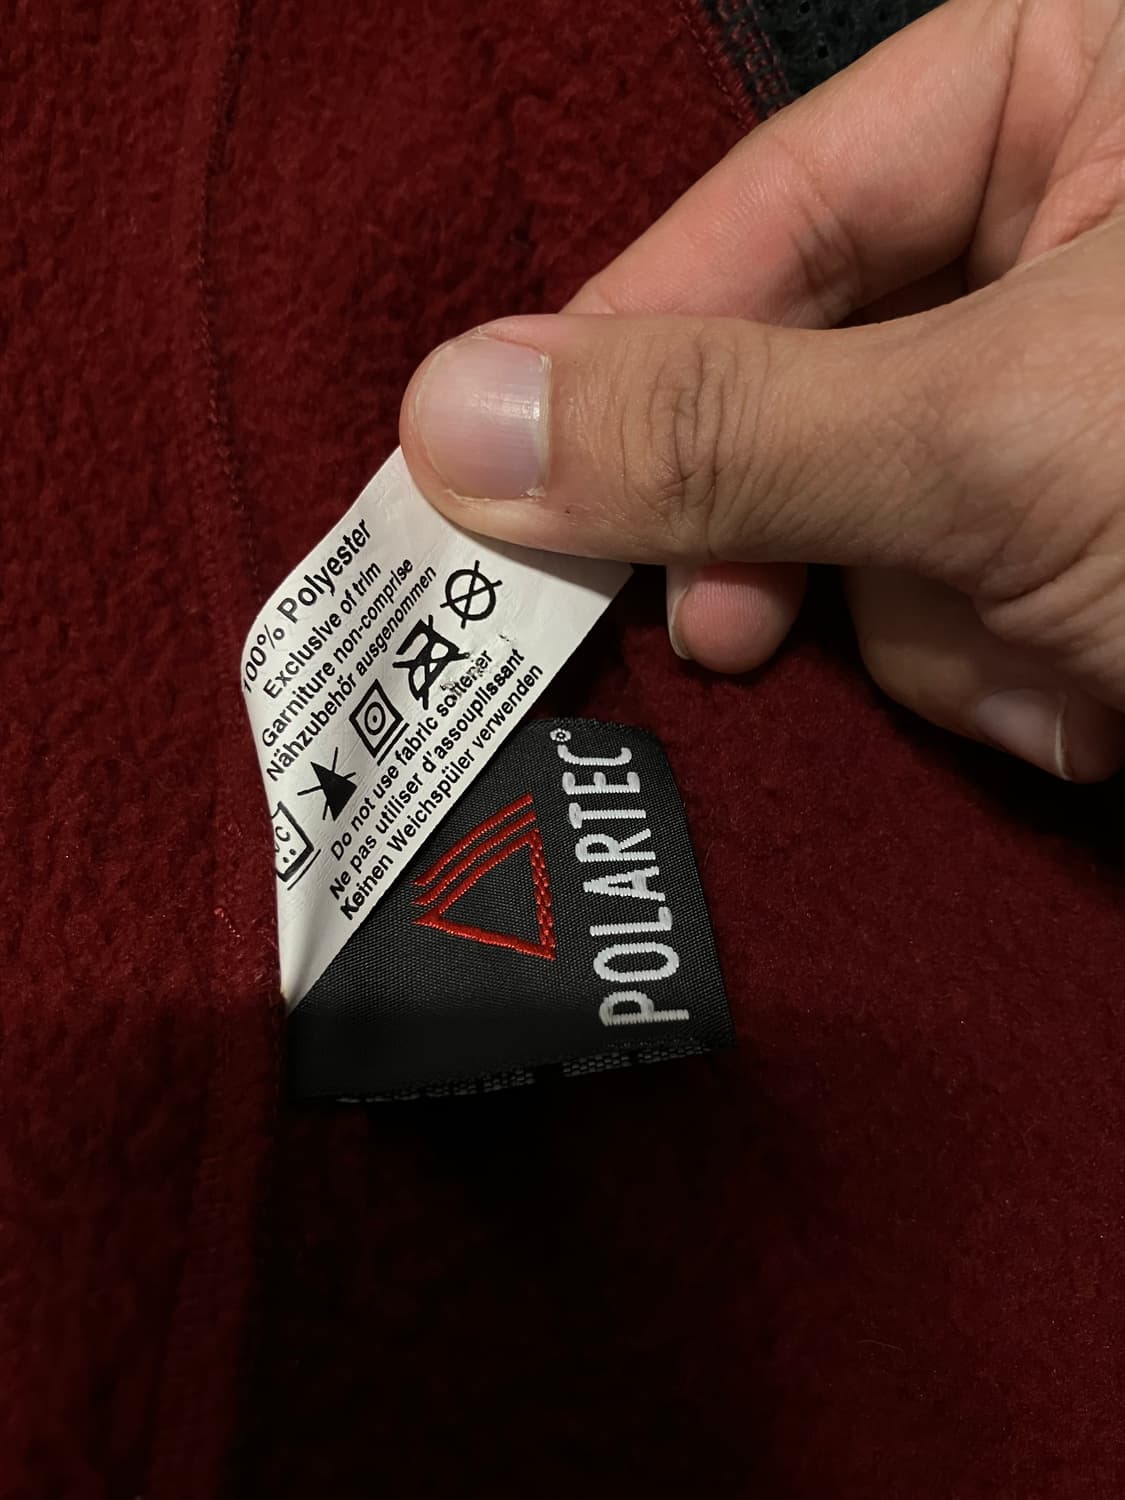 100% Polyester
Exclusive of trim
Garniture non-comprise
Nähzubehör ausgenommen
Do not use fabric softener
Ne pas utiliser d'assouplissant
Keinen Weichspüler verwenden
POLARTEC®